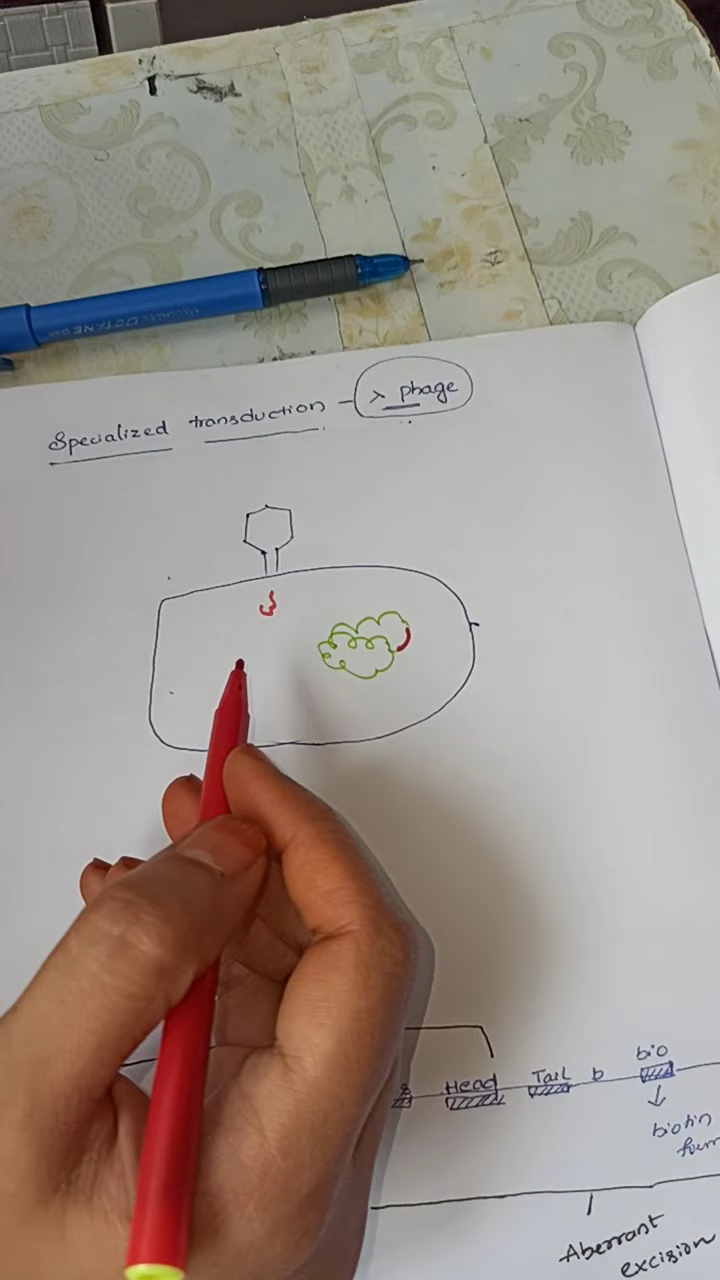 Specialized transduction - λ phage
bio
Head Tail b
biotin
Aberrant
excision